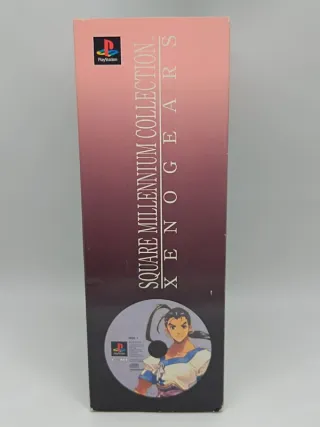 PlayStation
SQUARE MILLENNIUM COLLECTION
XENOGEARS